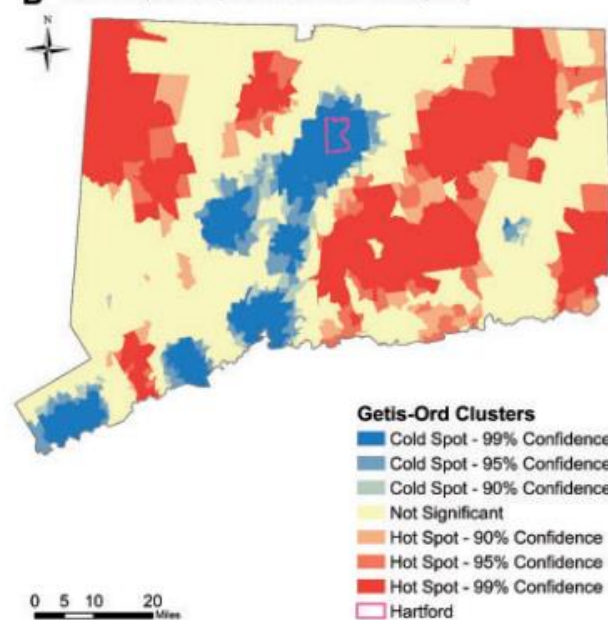 N
Getis-Ord Clusters
Cold Spot - 99% Confidence
Cold Spot - 95% Confidence
Cold Spot - 90% Confidence
Not Significant
Hot Spot - 90% Confidence
Hot Spot - 95% Confidence
Hot Spot - 99% Confidence
Hartford
0 5 10 20
Miles